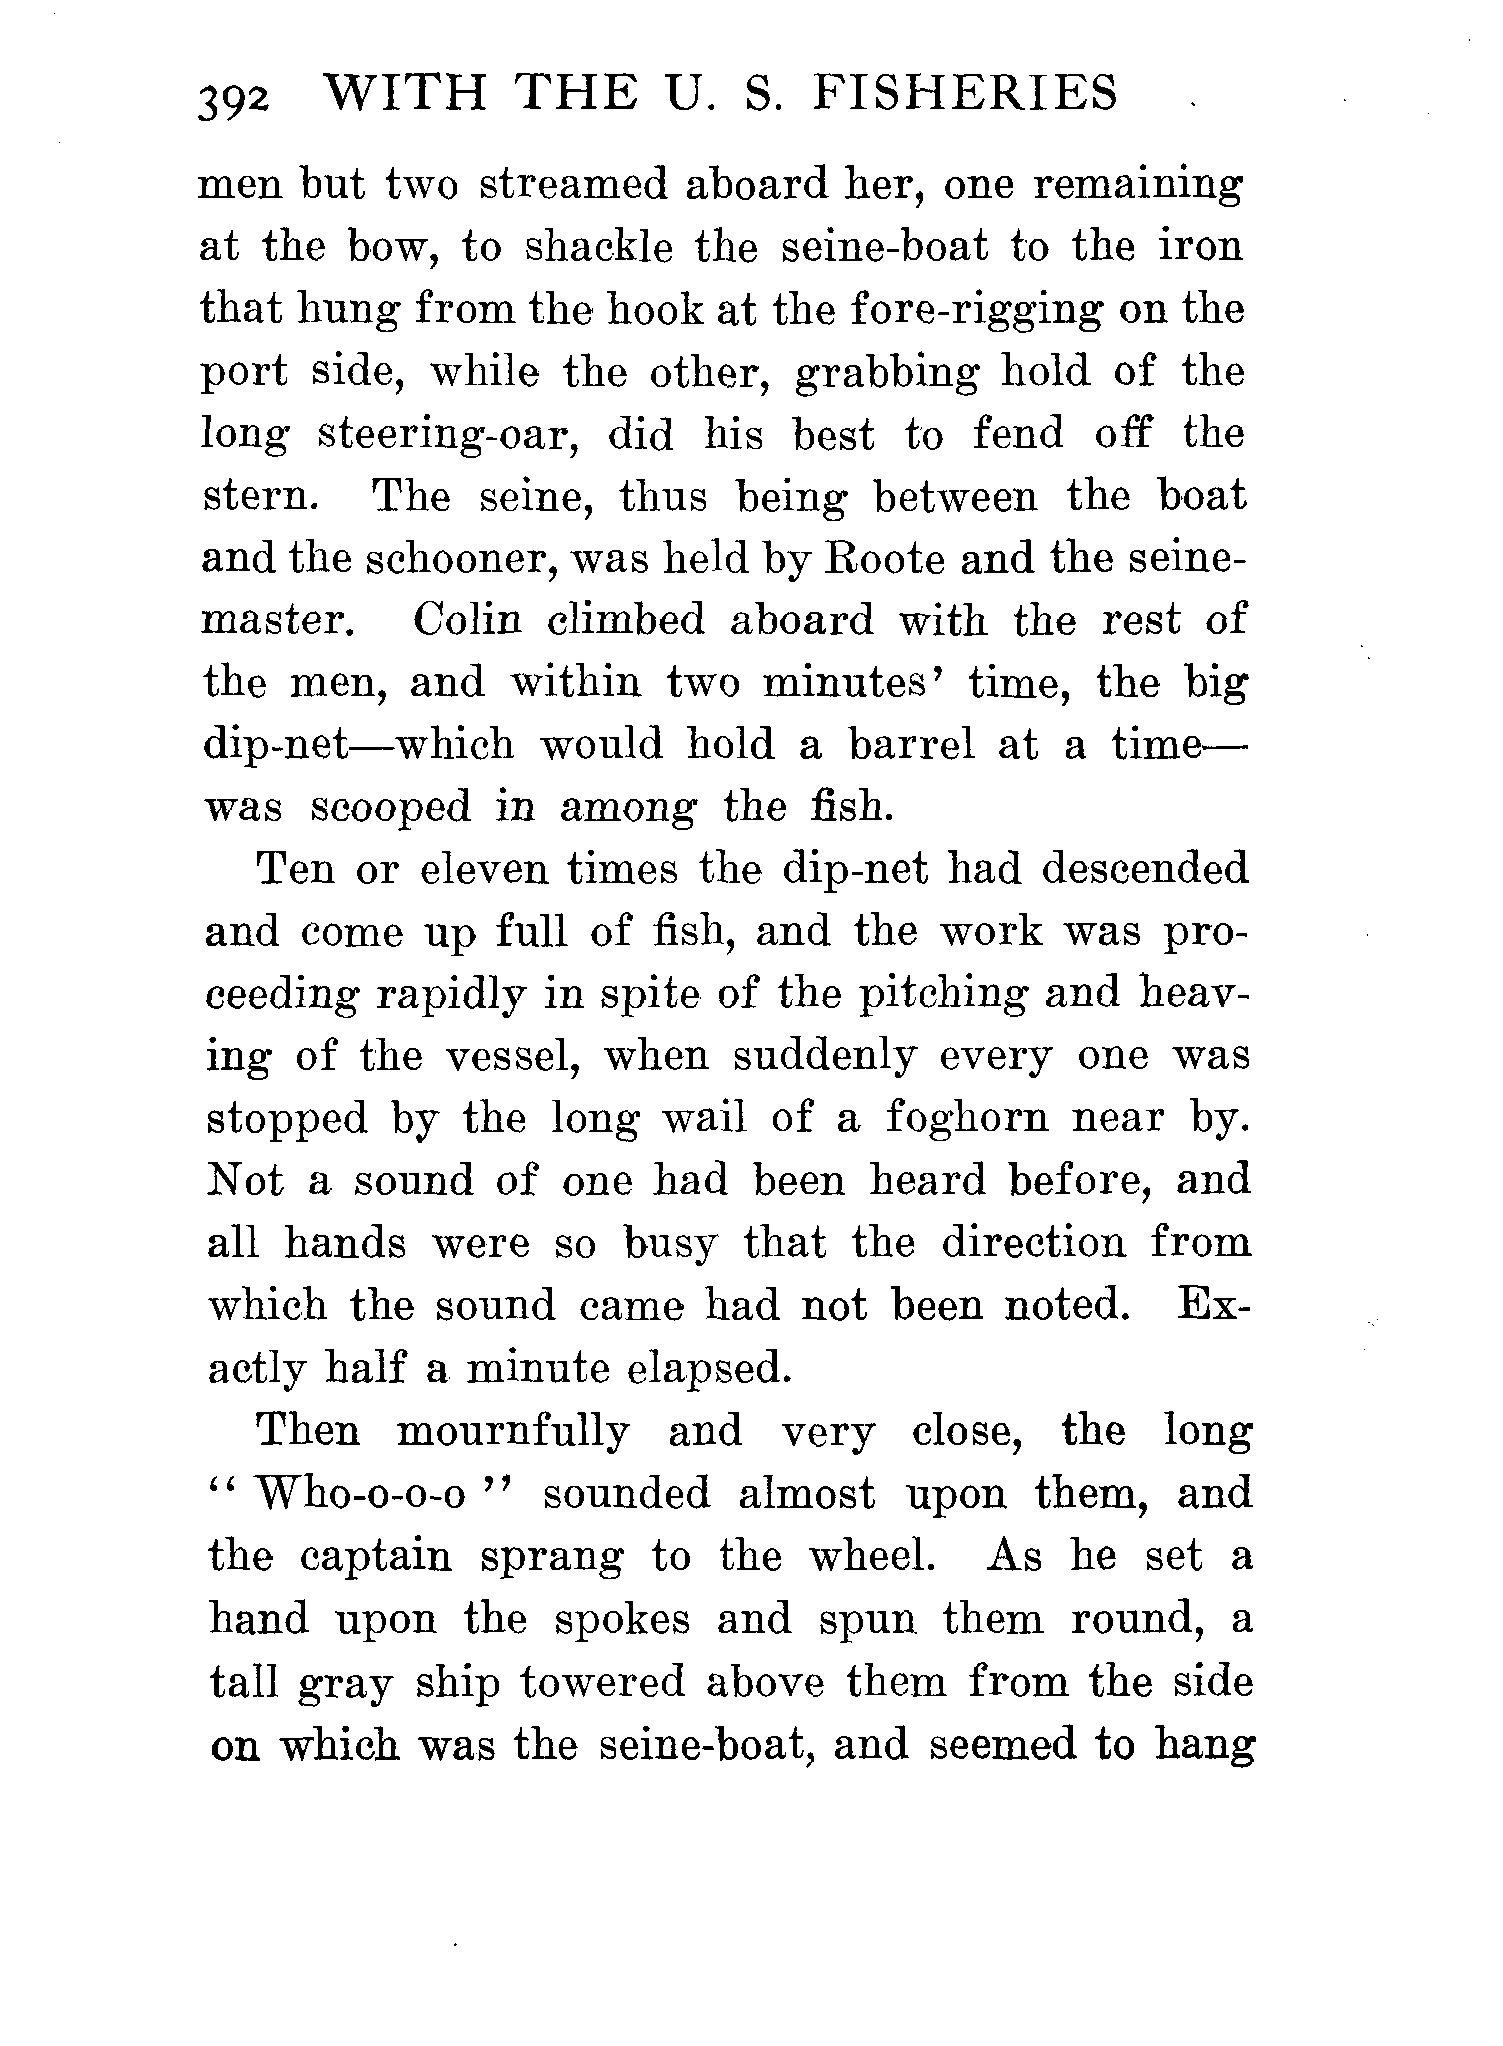 392 WITH THE U. S. FISHERIES
men but two streamed aboard her, one remaining
at the bow, to shackle the seine-boat to the iron
that hung from the hook at the fore-rigging on the
port side, while the other, grabbing hold of the
long steering-oar, did his best to fend off the
stern. The seine, thus being between the boat
and the schooner, was held by Roote and the seine-
master. Colin climbed aboard with the rest of
the men, and within two minutes' time, the big
dip-net—which would hold a barrel at a time—
was scooped in among the fish.
Ten or eleven times the dip-net had descended
and come up full of fish, and the work was pro-
ceeding rapidly in spite of the pitching and heav-
ing of the vessel, when suddenly every one was
stopped by the long wail of a foghorn near by.
Not a sound of one had been heard before, and
all hands were so busy that the direction from
which the sound came had not been noted. Ex-
actly half a minute elapsed.
Then mournfully and very close, the long
“ Who-o-o-o ” sounded almost upon them, and
the captain sprang to the wheel. As he set a
hand upon the spokes and spun them round, a
tall gray ship towered above them from the side
on which was the seine-boat, and seemed to hang